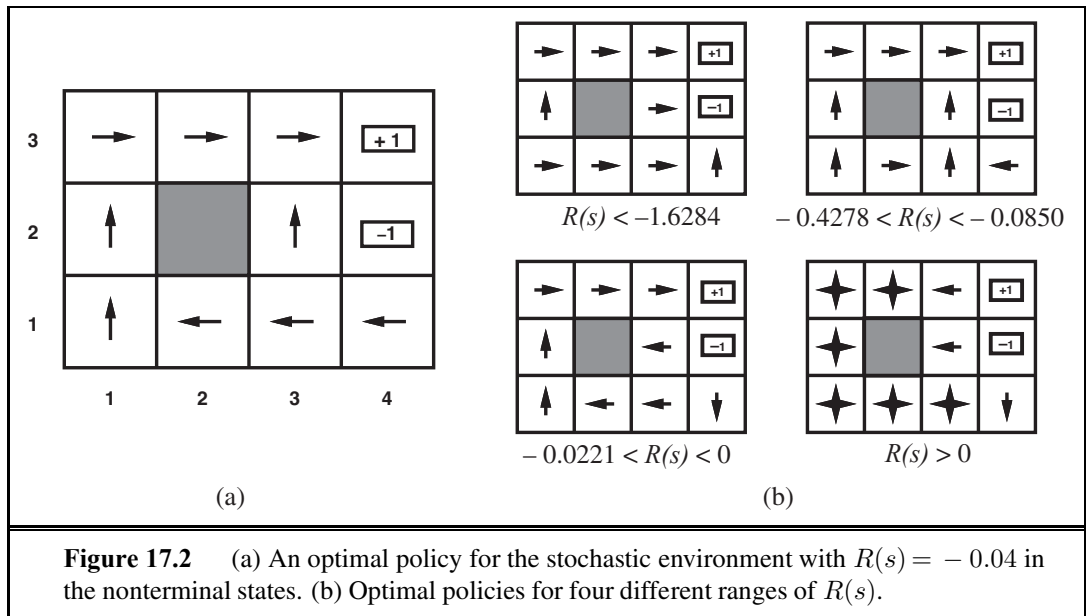 3
+ 1
2
–1
1
1 2 3 4
(a)
+1
–1
R(s) < –1.6284
+1
–1
– 0.4278 < R(s) < – 0.0850
+1
–1
– 0.0221 < R(s) < 0
+1
–1
R(s) > 0
(b)
Figure 17.2 (a) An optimal policy for the stochastic environment with R(s) = – 0.04 in
the nonterminal states. (b) Optimal policies for four different ranges of R(s).